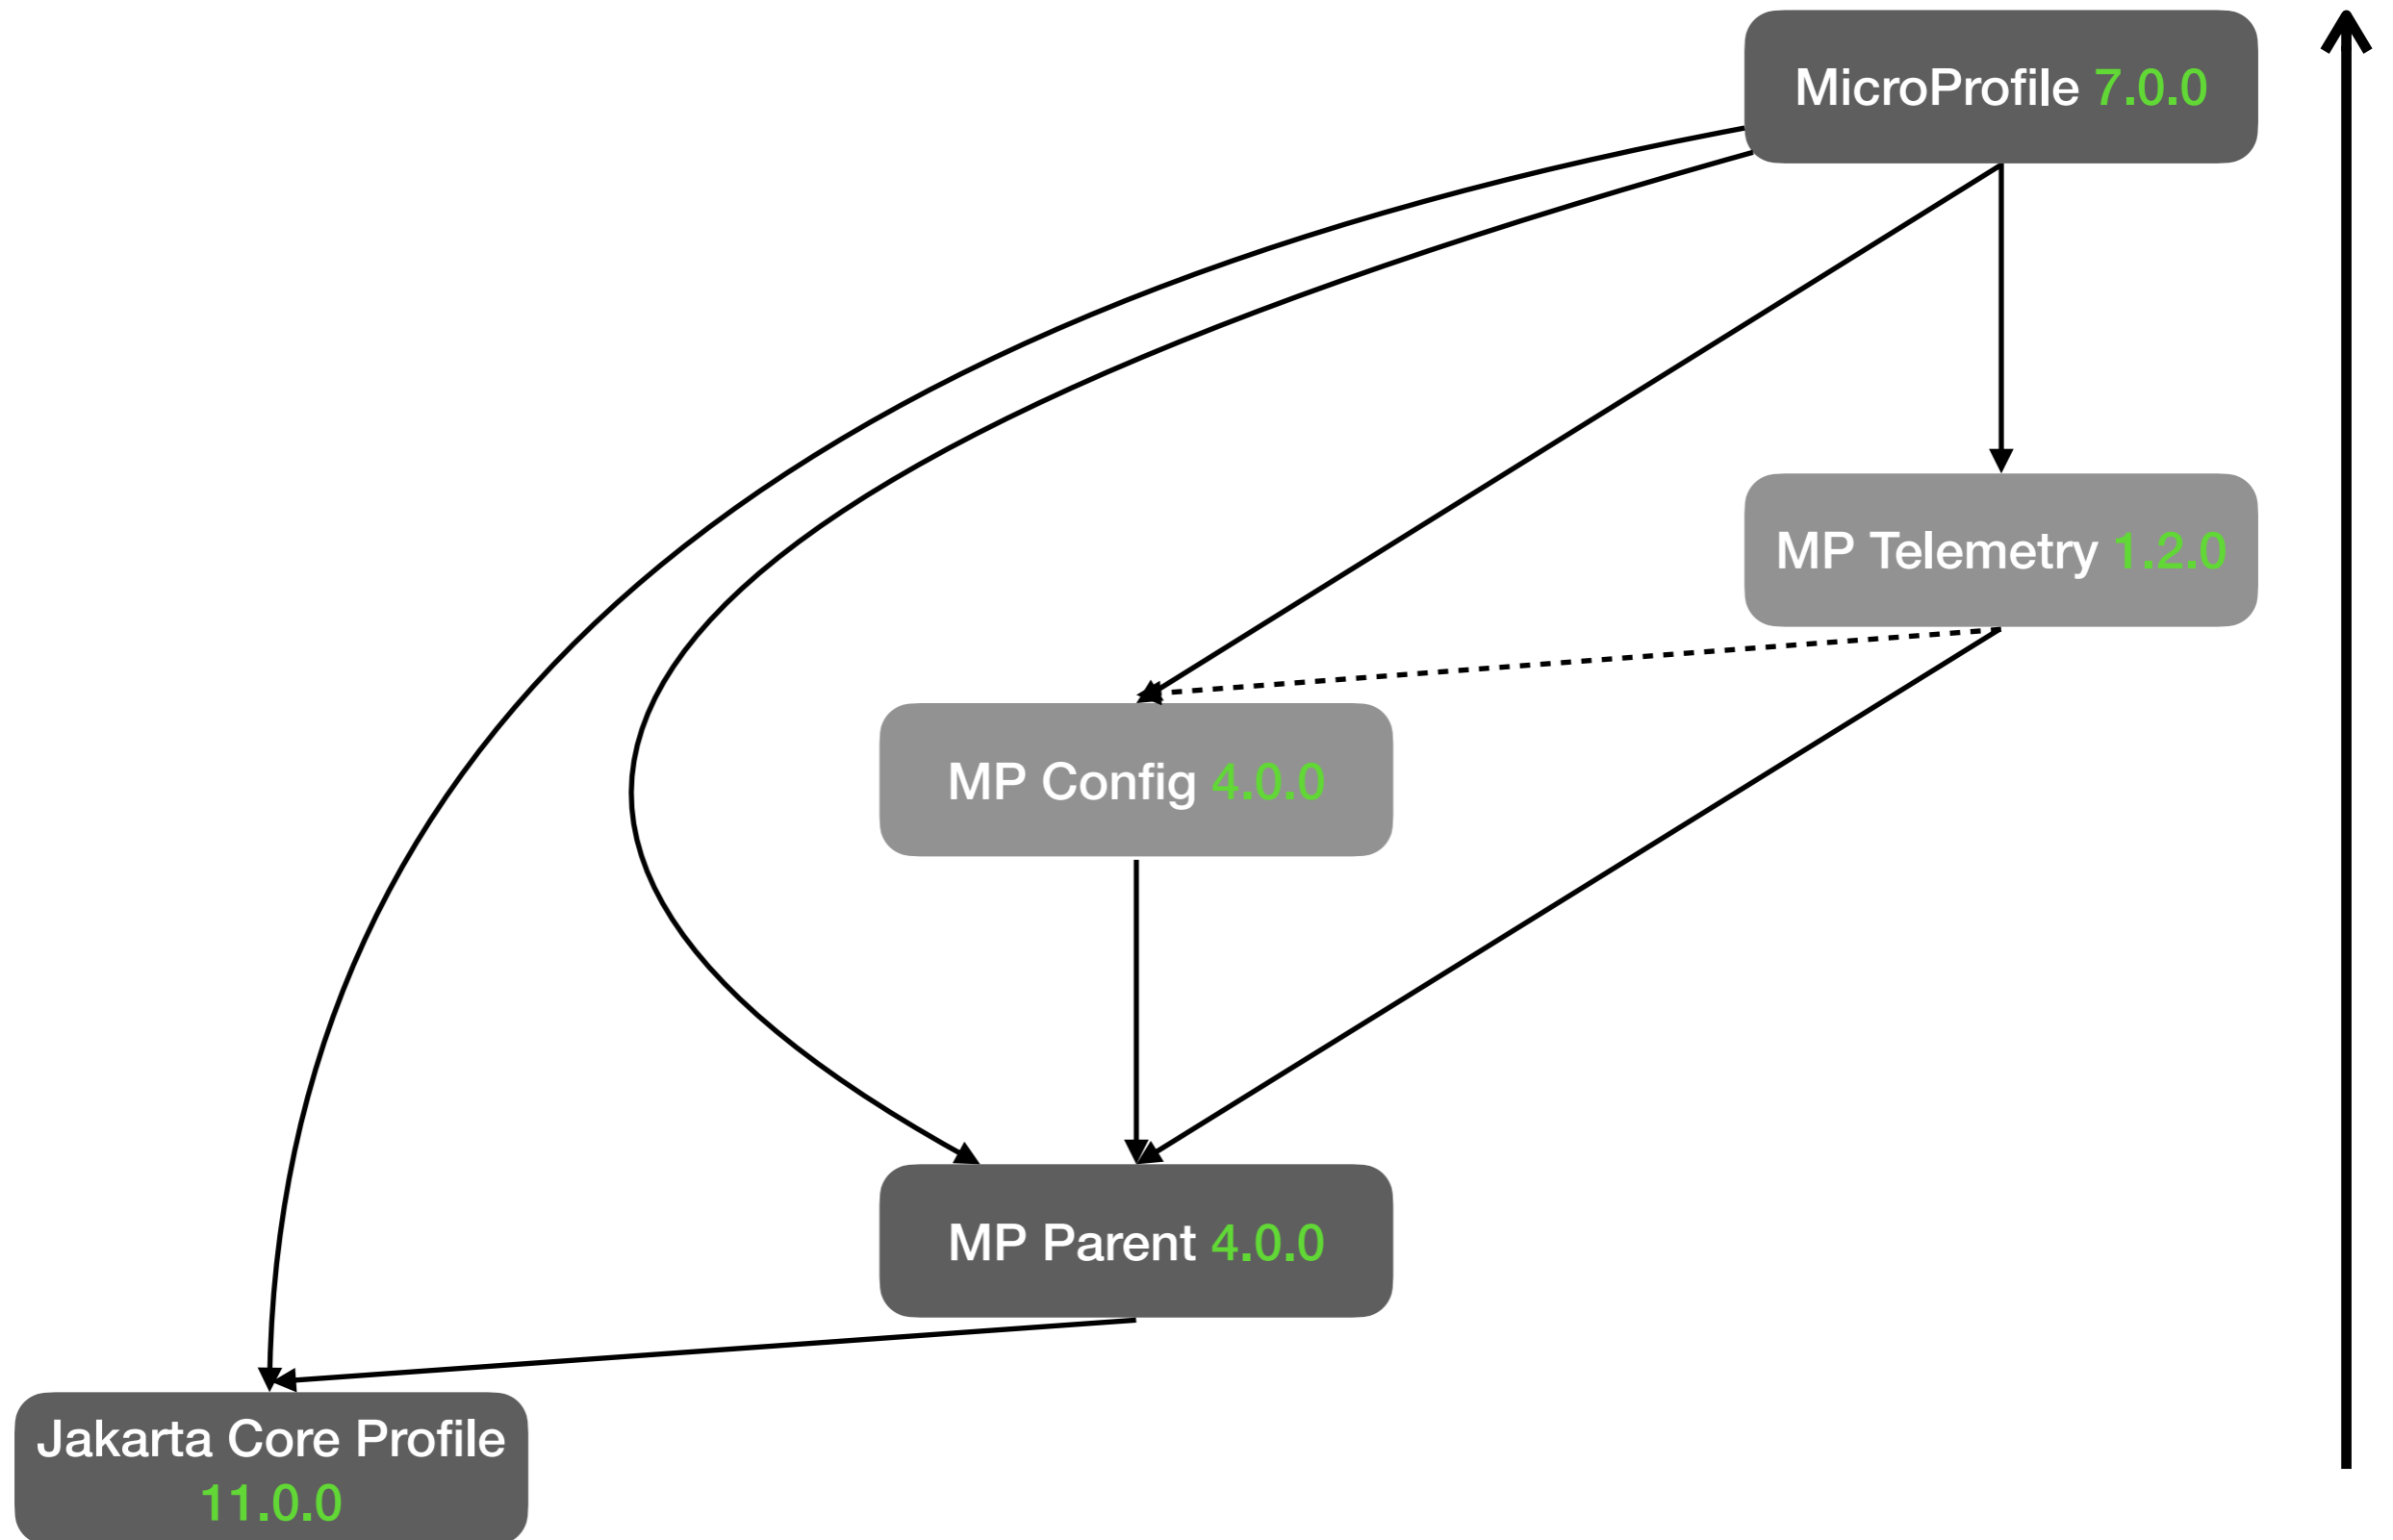 MicroProfile 7.0.0
MP Telemetry 1.2.0
MP Config 4.0.0
MP Parent 4.0.0
Jakarta Core Profile
11.0.0